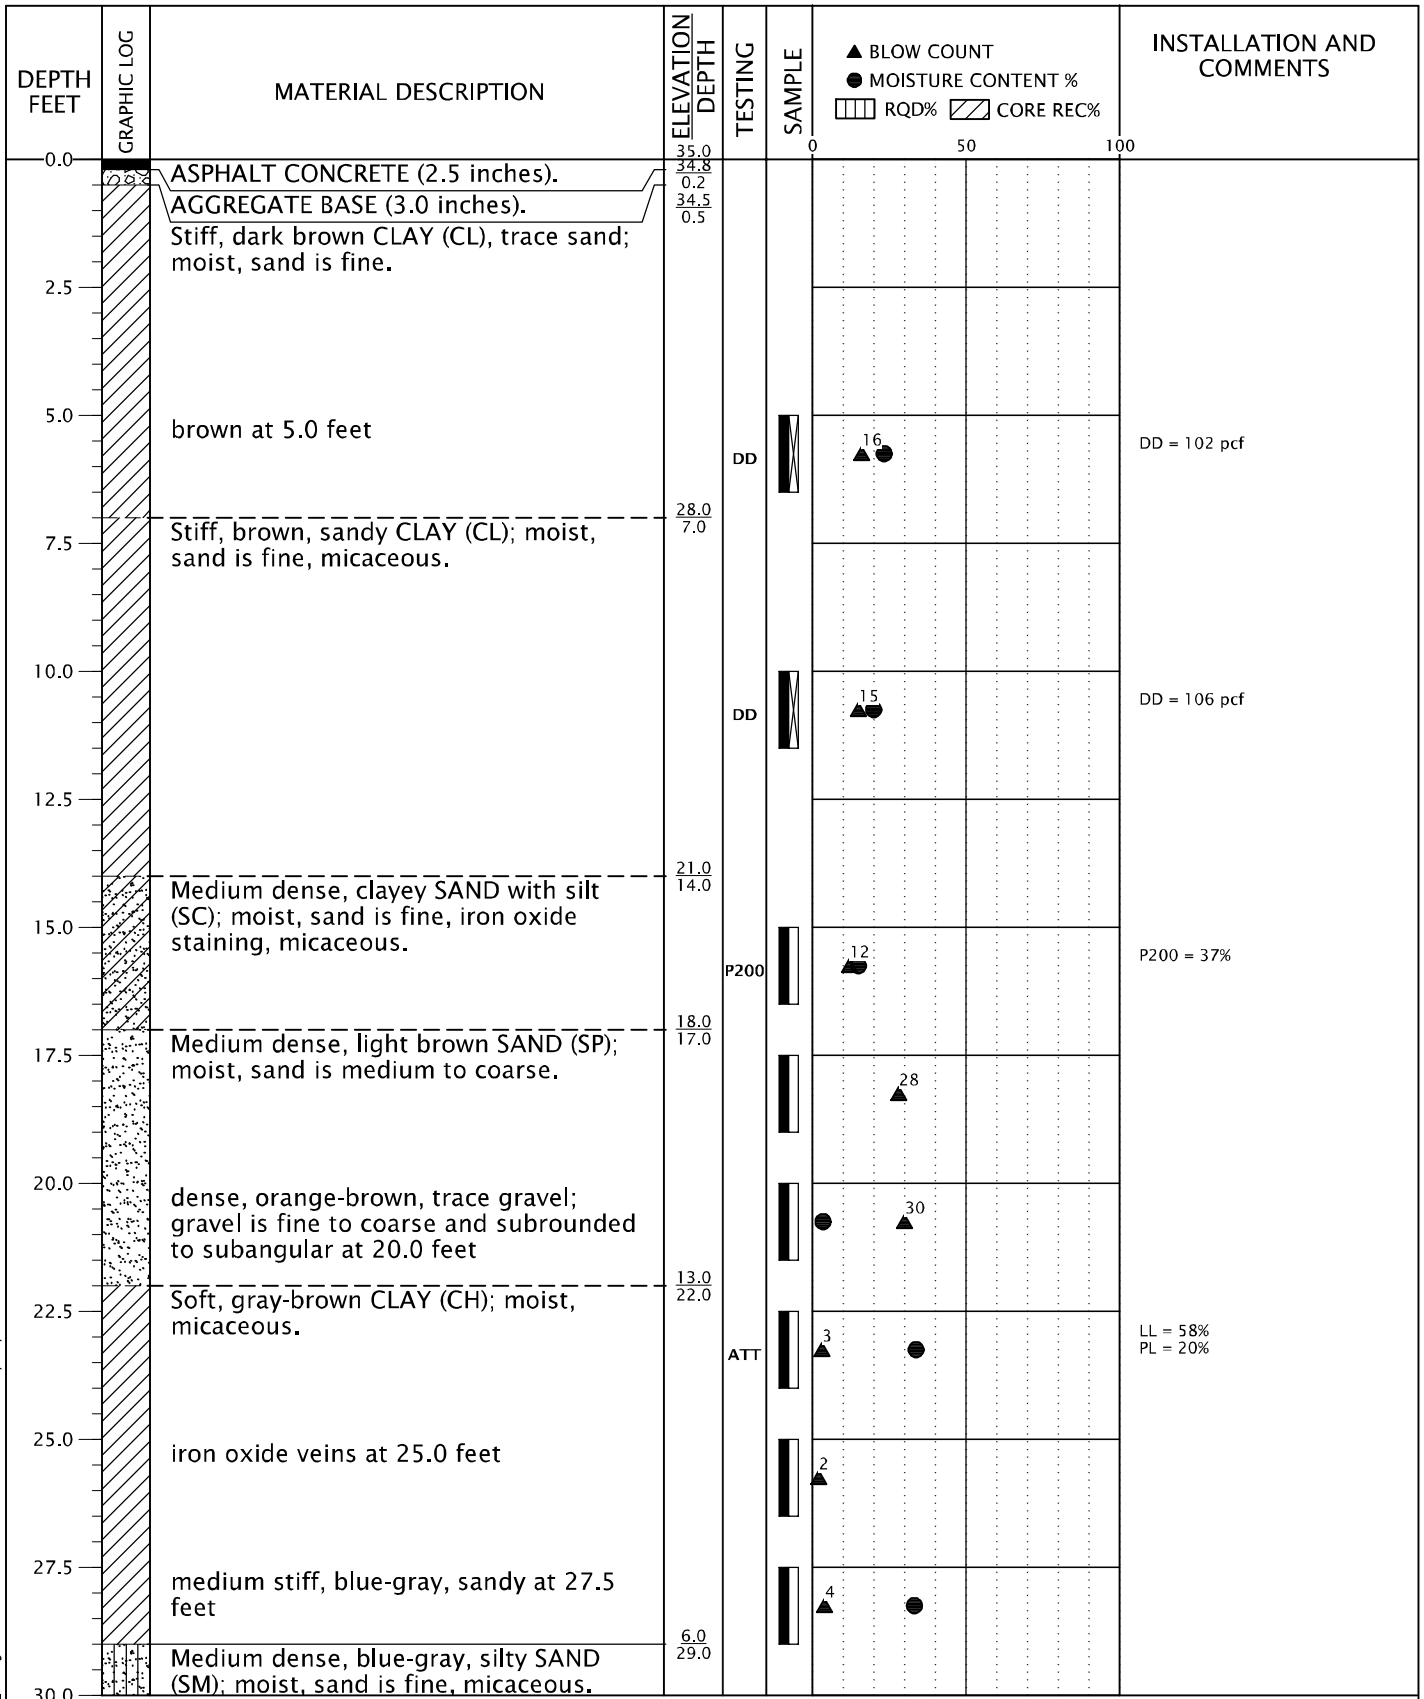 DEPTH
FEET
GRAPHIC LOG
MATERIAL DESCRIPTION
ELEVATION
DEPTH
TESTING
SAMPLE
▲ BLOW COUNT
● MOISTURE CONTENT %
RQD% CORE REC%
0 50 100
INSTALLATION AND
COMMENTS
0.0
35.0
ASPHALT CONCRETE (2.5 inches).
34.8
0.2
AGGREGATE BASE (3.0 inches).
34.5
0.5
Stiff, dark brown CLAY (CL), trace sand;
moist, sand is fine.
2.5
5.0
brown at 5.0 feet
DD
16
DD = 102 pcf
28.0
7.0
Stiff, brown, sandy CLAY (CL); moist,
sand is fine, micaceous.
7.5
10.0
DD
15
DD = 106 pcf
12.5
21.0
14.0
Medium dense, clayey SAND with silt
(SC); moist, sand is fine, iron oxide
staining, micaceous.
15.0
P200
12
P200 = 37%
18.0
17.0
Medium dense, light brown SAND (SP);
moist, sand is medium to coarse.
17.5
28
20.0
dense, orange-brown, trace gravel;
gravel is fine to coarse and subrounded
to subangular at 20.0 feet
30
13.0
22.0
Soft, gray-brown CLAY (CH); moist,
micaceous.
22.5
ATT
3
LL = 58%
PL = 20%
25.0
iron oxide veins at 25.0 feet
2
27.5
medium stiff, blue-gray, sandy at 27.5
feet
4
6.0
29.0
Medium dense, blue-gray, silty SAND
(SM); moist, sand is fine, micaceous.
30.0